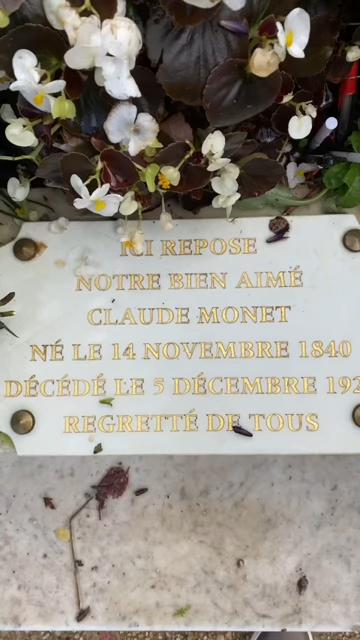 ICI REPOSE
NOTRE BIEN AIMÉ
CLAUDE MONET
NÉ LE 14 NOVEMBRE 1840
DÉCÉDÉ LE 5 DÉCEMBRE 192
REGRETTÉ DE TOUS